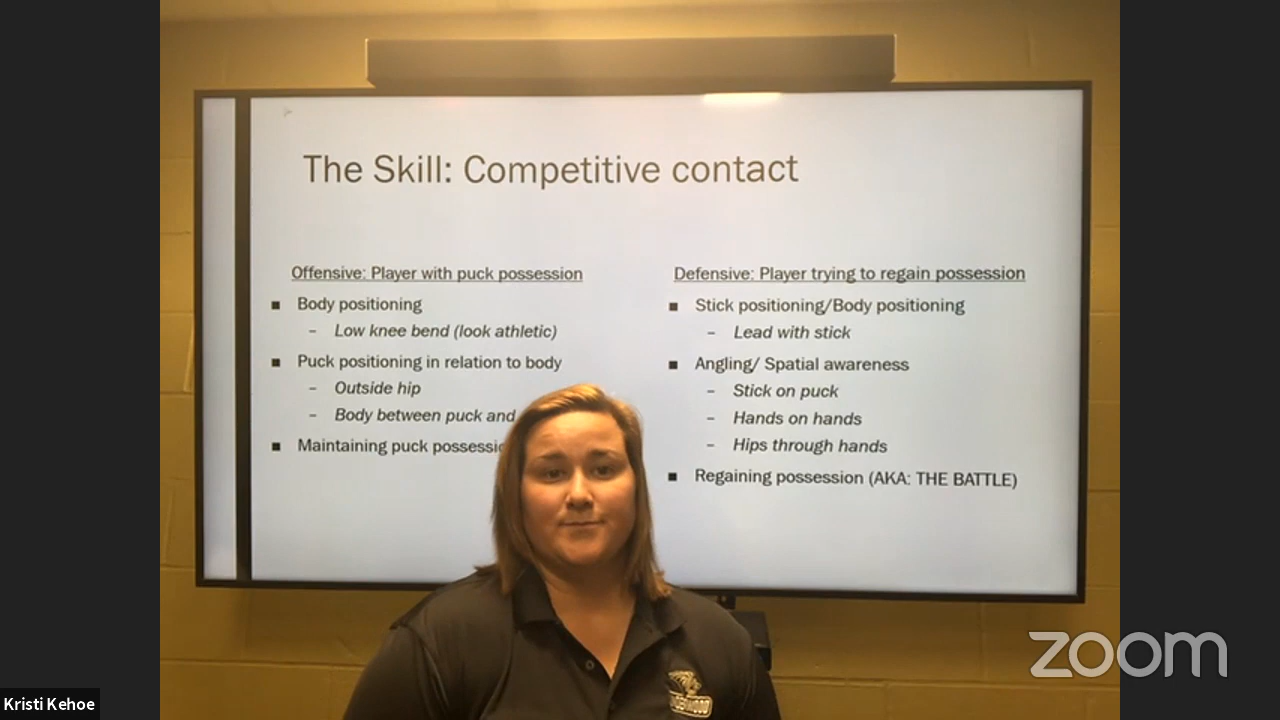 The Skill: Competitive contact
Offensive: Player with puck possession
Body positioning
– Low knee bend (look athletic)
Puck positioning in relation to body
– Outside hip
– Body between puck and
Maintaining puck
Defensive: Player trying to regain possession
Stick positioning/Body positioning
– Lead with stick
Angling/ Spatial awareness
– Stick on puck
– Hands on hands
– Hips through hands
Regaining possession (AKA: THE BATTLE)
zoom
Kristi Kehoe